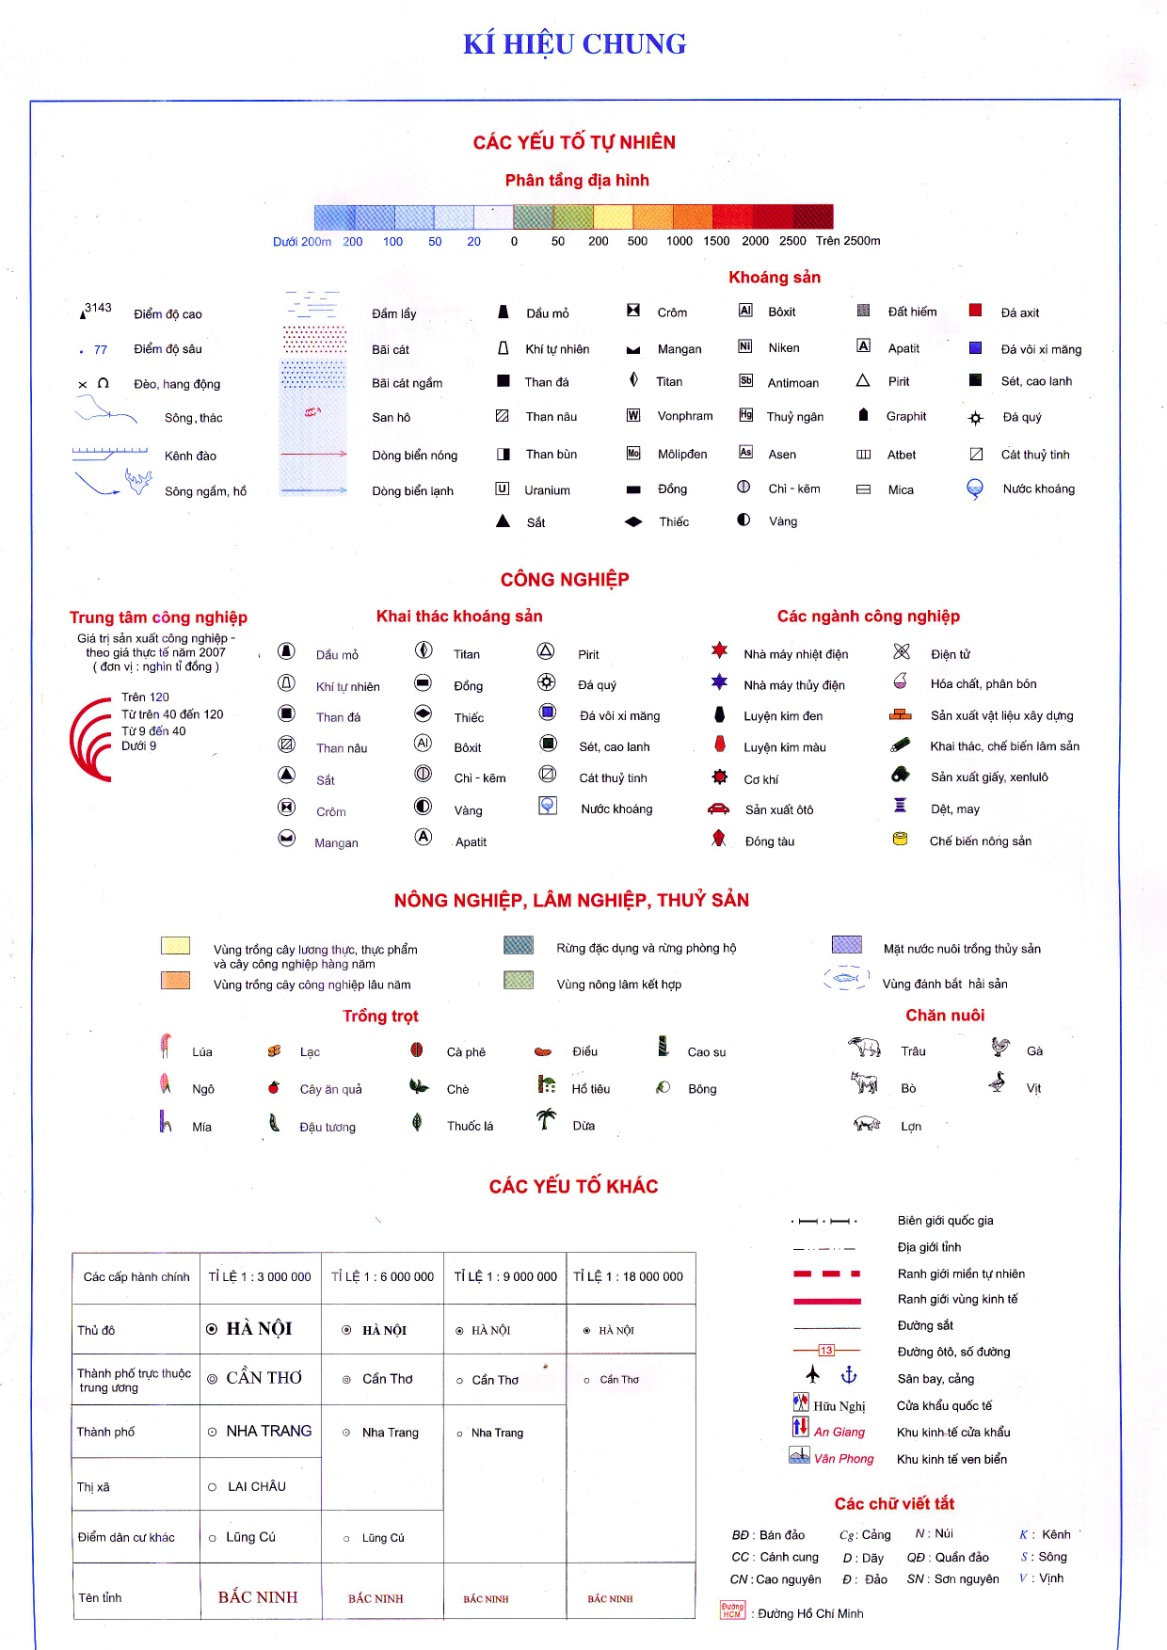 KÍ HIỆU CHUNG
CÁC YẾU TỐ TỰ NHIÊN
Phân tầng địa hình
Dưới 200m 200 100 50 20 0 50 200 500 1000 1500 2000 2500 Trên 2500m
Khoáng sản
3143 Điểm độ cao Đầm lầy Dầu mỏ Crôm Al Bôxit Đất hiếm Đá axit
77 Điểm độ sâu Bãi cát Khí tự nhiên Mangan Ni Niken A Apatit Đá vôi xi măng
Đèo, hang động Bãi cát ngầm Than đá Titan Sb Antimoan Pirit Sét, cao lanh
Sông, thác San hô Than nâu W Vonphram Hg Thuỷ ngân Graphit Đá quý
Kênh đào Dòng biển nóng Than bùn Mo Môlipđen As Asen Atbet Cát thuỷ tinh
Sông ngầm, hồ Dòng biển lạnh U Uranium Đồng Chì - kẽm Mica Nước khoáng
Sắt Thiếc Vàng
CÔNG NGHIỆP
Trung tâm công nghiệp Khai thác khoáng sản Các ngành công nghiệp
Giá trị sản xuất công nghiệp -
theo giá thực tế năm 2007
( đơn vị : nghìn tỉ đồng )
Trên 120
Từ trên 40 đến 120
Từ 9 đến 40
Dưới 9
Dầu mỏ Titan Pirit Nhà máy nhiệt điện Điện tử
Khí tự nhiên Đồng Đá quý Nhà máy thủy điện Hóa chất, phân bón
Than đá Thiếc Đá vôi xi măng Luyện kim đen Sản xuất vật liệu xây dựng
Than nâu Al Bôxit Sét, cao lanh Luyện kim màu Khai thác, chế biến lâm sản
Sắt Chì - kẽm Cát thuỷ tinh Cơ khí Sản xuất giấy, xenlulô
Crôm Vàng Nước khoáng Sản xuất ôtô Dệt, may
Mangan A Apatit Đóng tàu Chế biến nông sản
NÔNG NGHIỆP, LÂM NGHIỆP, THUỶ SẢN
Vùng trồng cây lương thực, thực phẩm
và cây công nghiệp hàng năm
Rừng đặc dụng và rừng phòng hộ Mặt nước nuôi trồng thủy sản
Vùng trồng cây công nghiệp lâu năm Vùng nông lâm kết hợp Vùng đánh bắt hải sản
Trồng trọt Chăn nuôi
Lúa Lạc Cà phê Điều Cao su Trâu Gà
Ngô Cây ăn quả Chè Hồ tiêu Bông Bò Vịt
Mía Đậu tương Thuốc lá Dừa Lợn
CÁC YẾU TỐ KHÁC
Các cấp hành chính TỈ LỆ 1 : 3 000 000 TỈ LỆ 1 : 6 000 000 TỈ LỆ 1 : 9 000 000 TỈ LỆ 1 : 18 000 000
Thủ đô HÀ NỘI HÀ NỘI HÀ NỘI HÀ NỘI
Thành phố trực thuộc
trung ương
CẦN THƠ Cần Thơ Cần Thơ Cần Thơ
Thành phố NHA TRANG Nha Trang Nha Trang
Thị xã LAI CHÂU
Điểm dân cư khác Lũng Cú Lũng Cú
Tên tỉnh BẮC NINH BẮC NINH BẮC NINH BẮC NINH
Biên giới quốc gia
Địa giới tỉnh
Ranh giới miền tự nhiên
Ranh giới vùng kinh tế
Đường sắt
13 Đường ôtô, số đường
Sân bay, cảng
Hữu Nghị Cửa khẩu quốc tế
An Giang Khu kinh tế cửa khẩu
Vân Phong Khu kinh tế ven biển
Các chữ viết tắt
BĐ : Bán đảo Cg : Cảng N : Núi K : Kênh
CC : Cánh cung D : Dãy QĐ : Quần đảo S : Sông
CN : Cao nguyên Đ : Đảo SN : Sơn nguyên V : Vịnh
Đường HCM : Đường Hồ Chí Minh